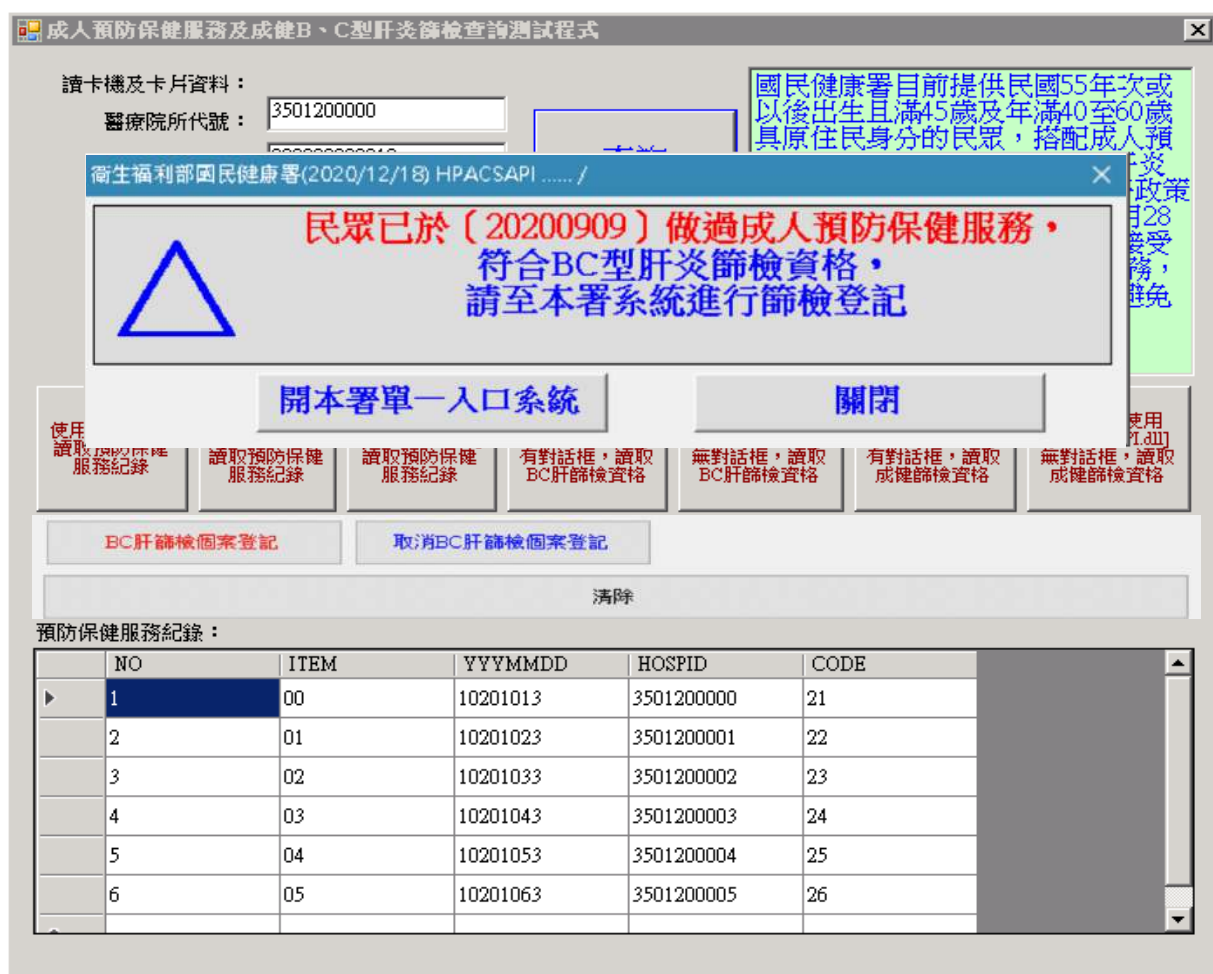 成人預防保健服務及成健B、C型肝炎篩檢查詢測試程式
讀卡機及卡片資料：
醫療院所代號：
3501200000
國民健康署目前提供民國55年次或
以後出生且滿45歲及年滿40至60歲
具原住民身分的民眾，搭配成人預
炎
政策
28
接受
務，
避免
衛生福利部國民健康署(2020/12/18) HPACSAPI ...... /
民眾已於〔20200909〕做過成人預防保健服務，
符合BC型肝炎篩檢資格，
請至本署系統進行篩檢登記
開本署單一入口系統
關閉
使用
讀取預防保健
服務紀錄
讀取預防保健
服務紀錄
讀取預防保健
服務紀錄
有對話框，讀取
BC肝篩檢資格
無對話框，讀取
BC肝篩檢資格
有對話框，讀取
成健篩檢資格
使用
PI.dll]
無對話框，讀取
成健篩檢資格
BC肝篩檢個案登記
取消BC肝篩檢個案登記
清除
預防保健服務紀錄：
NO ITEM YYYMMDD HOSPID CODE
1 00 10201013 3501200000 21
2 01 10201023 3501200001 22
3 02 10201033 3501200002 23
4 03 10201043 3501200003 24
5 04 10201053 3501200004 25
6 05 10201063 3501200005 26